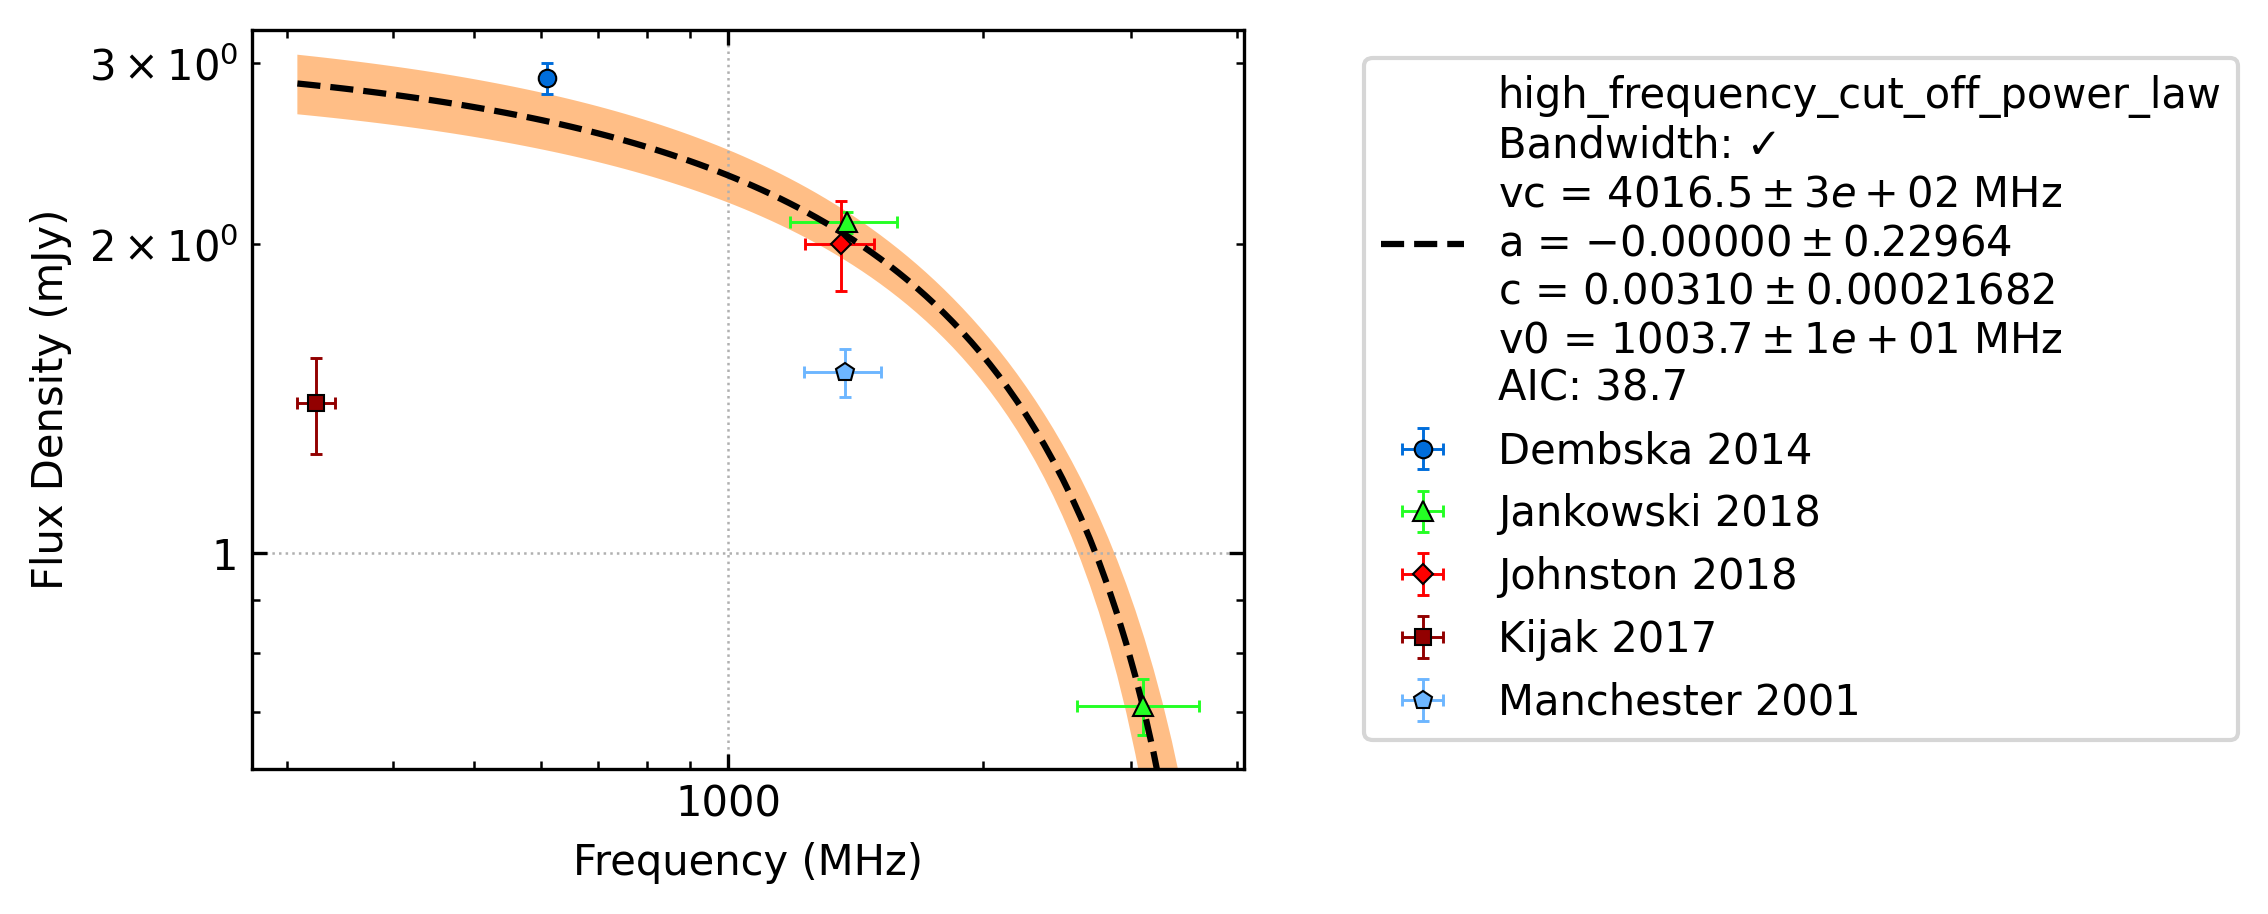 3 × 10⁰
2 × 10⁰
1
Flux Density (mJy)
1000
Frequency (MHz)
high_frequency_cut_off_power_law
Bandwidth: ✓
vc = 4016.5 ± 3e + 02 MHz
a = −0.00000 ± 0.22964
c = 0.00310 ± 0.00021682
v0 = 1003.7 ± 1e + 01 MHz
AIC: 38.7
Dembska 2014
Jankowski 2018
Johnston 2018
Kijak 2017
Manchester 2001